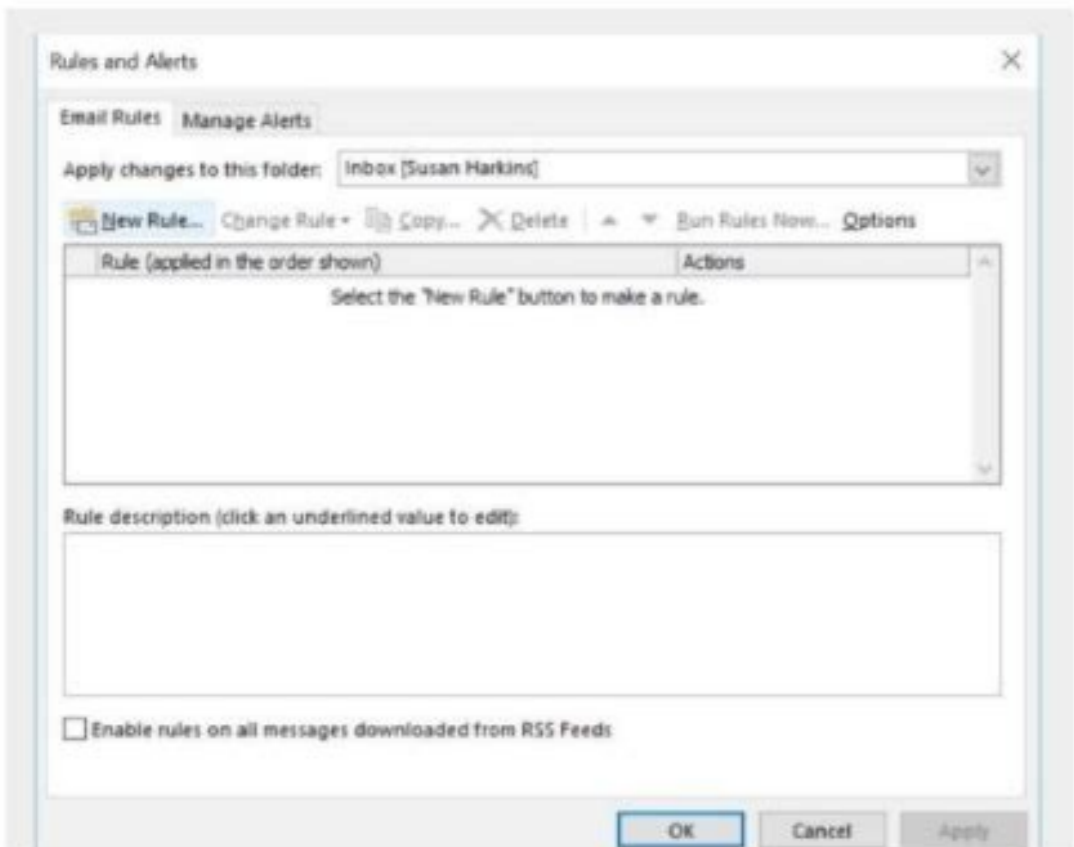 Rules and Alerts
Email Rules Manage Alerts
Apply changes to this folder: Inbox [Susan Harkins]
New Rule... Change Rule Copy... Delete Run Rules Now... Options
Rule (applied in the order shown) Actions
Select the "New Rule" button to make a rule.
Rule description (click an underlined value to edit):
Enable rules on all messages downloaded from RSS Feeds
OK Cancel Apply